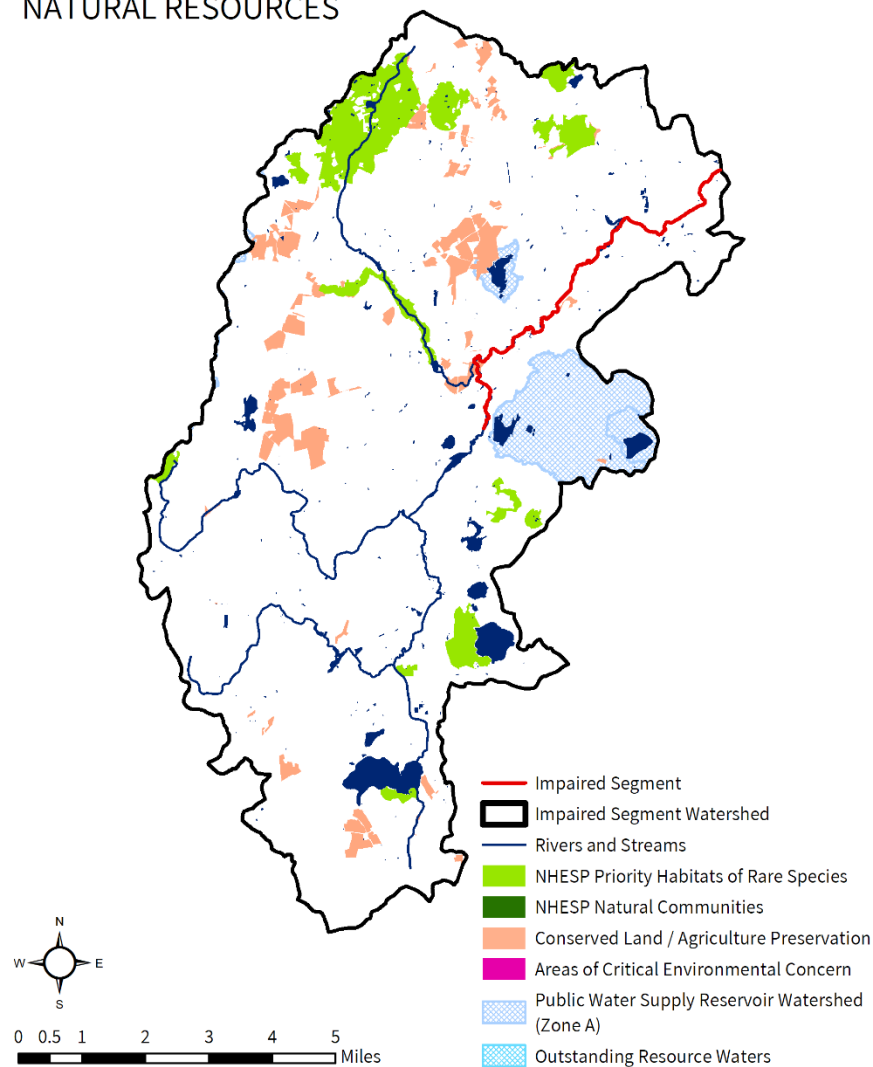 NATURAL RESOURCES
Impaired Segment
Impaired Segment Watershed
Rivers and Streams
NHESP Priority Habitats of Rare Species
NHESP Natural Communities
Conserved Land / Agriculture Preservation
Areas of Critical Environmental Concern
Public Water Supply Reservoir Watershed
(Zone A)
Outstanding Resource Waters
N
W E
S
0 0.5 1 2 3 4 5
Miles